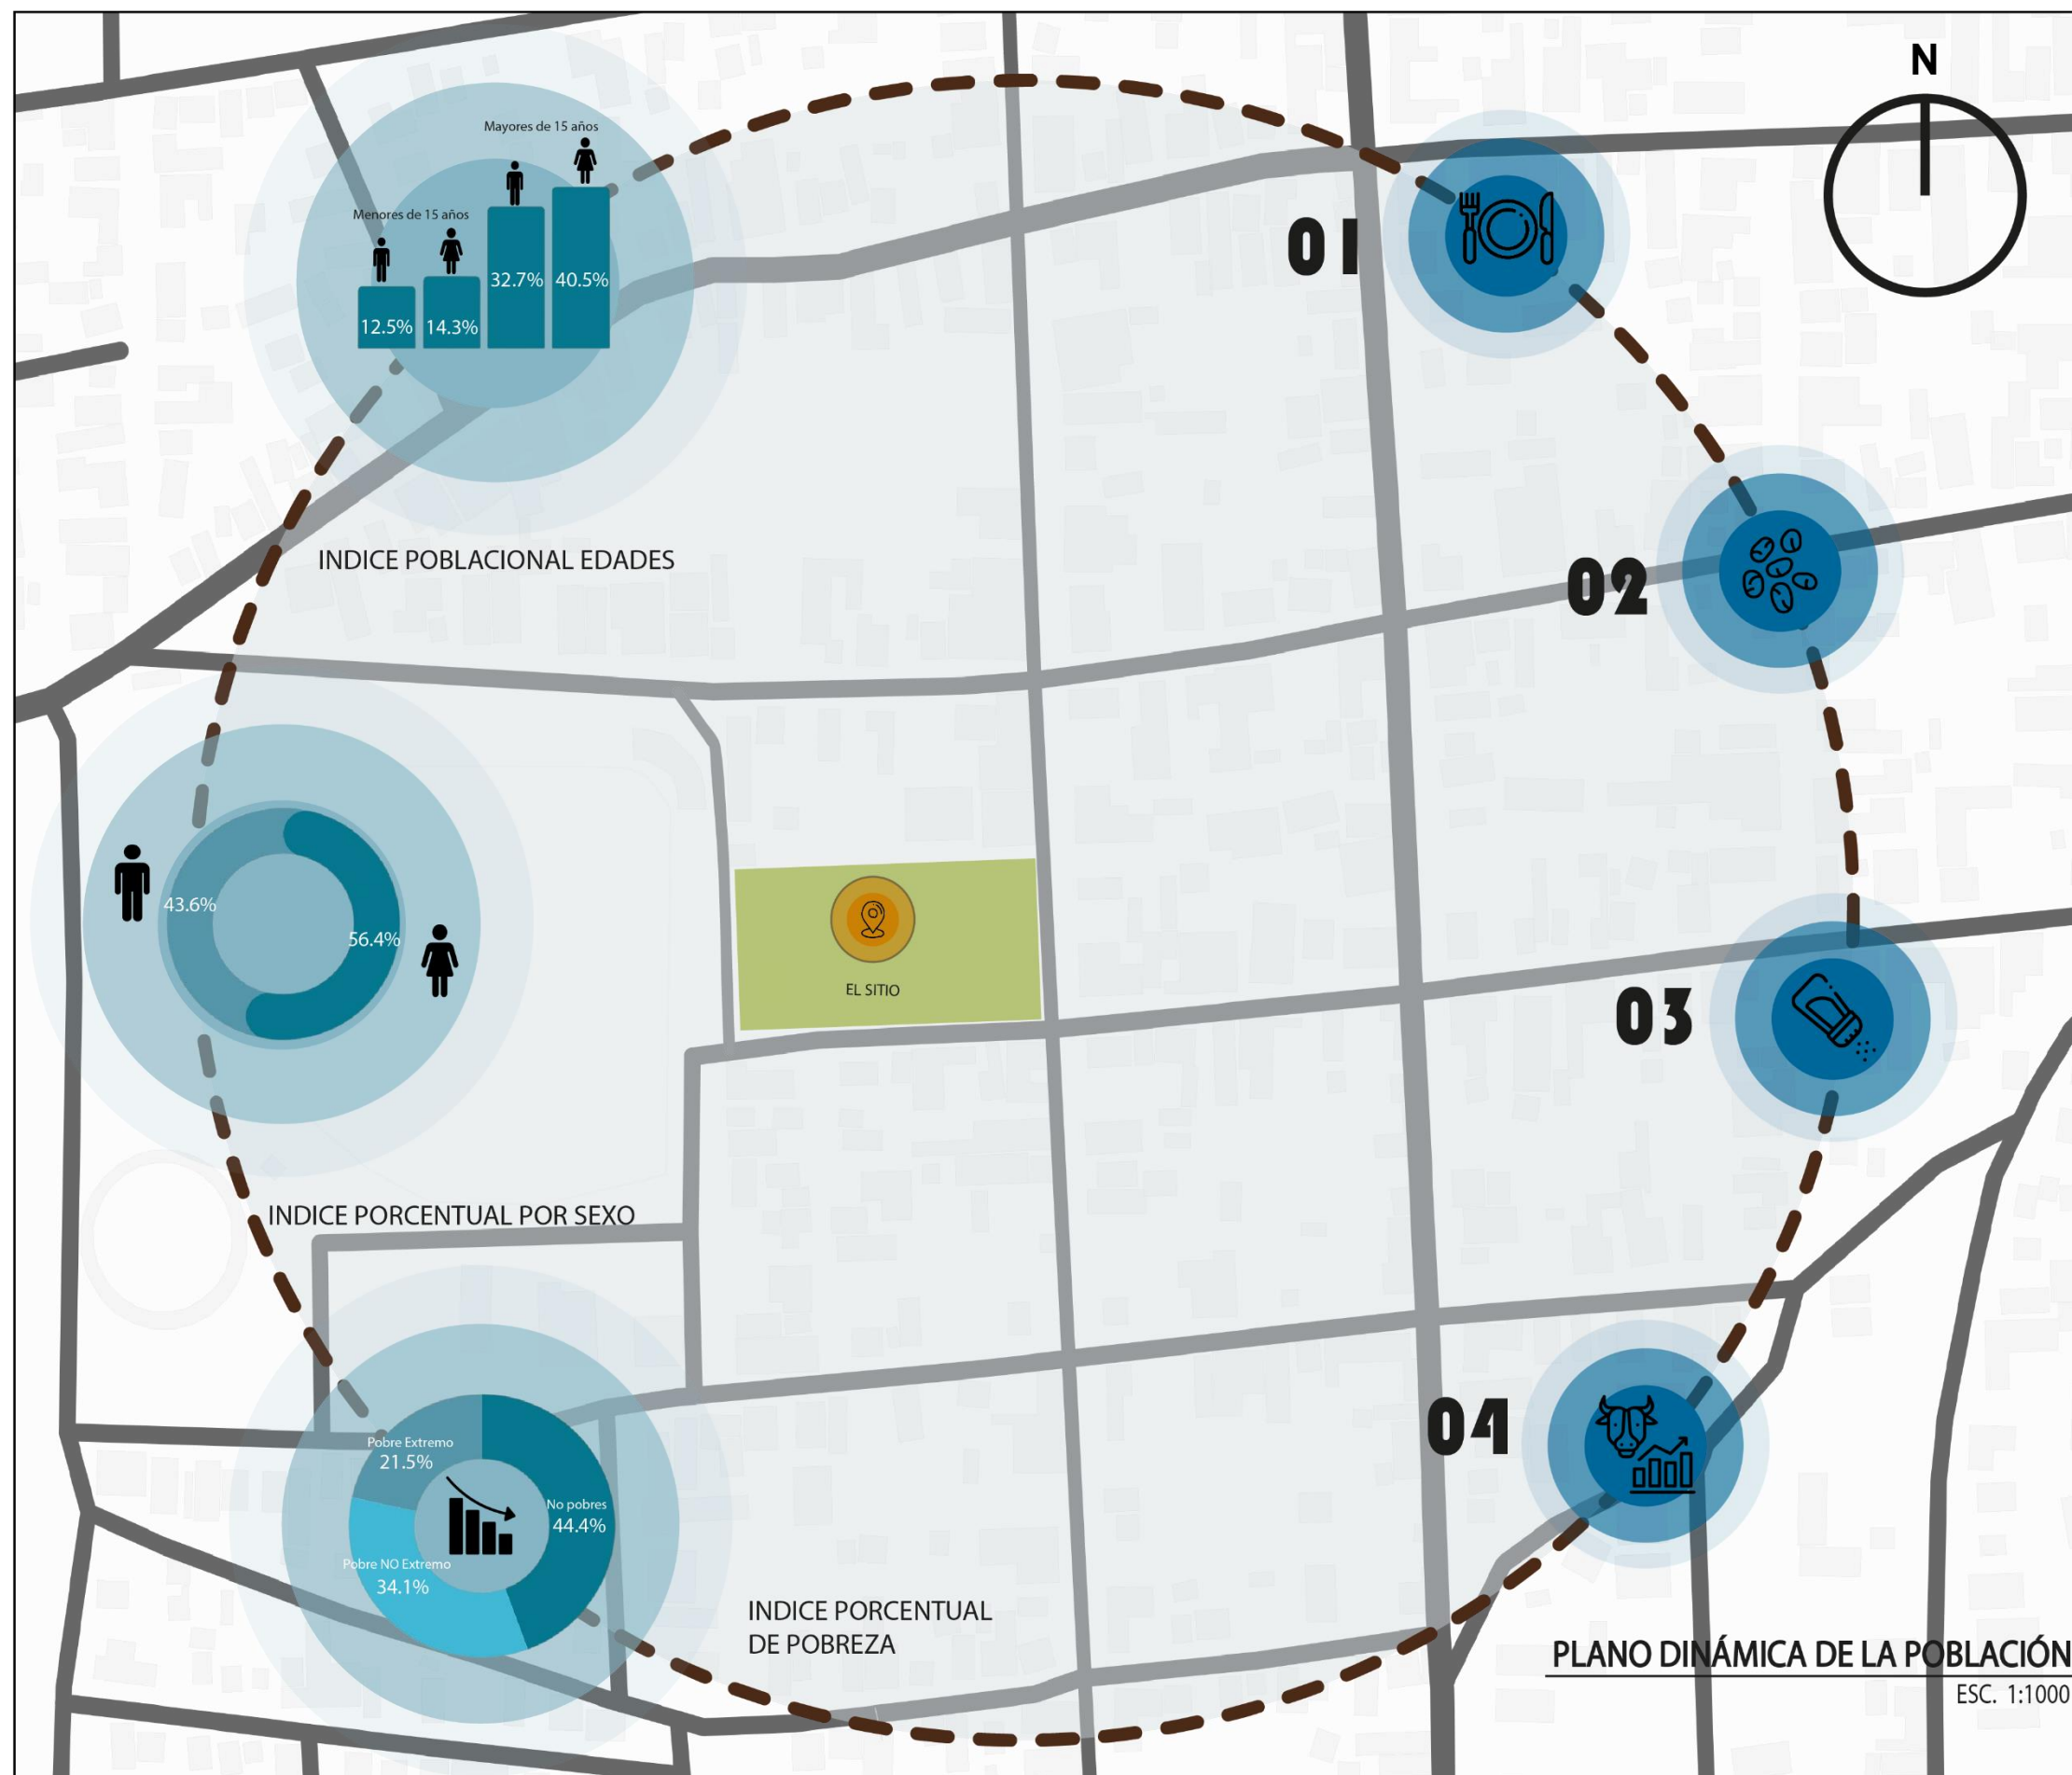 N
Mayores de 15 años
Menores de 15 años
32.7%
40.5%
12.5%
14.3%
01
INDICE POBLACIONAL EDADES
02
43.6%
56.4%
EL SITIO
03
INDICE PORCENTUAL POR SEXO
04
Pobre Extremo
21.5%
No pobres
44.4%
Pobre NO Extremo
34.1%
INDICE PORCENTUAL
DE POBREZA
PLANO DINÁMICA DE LA POBLACIÓN
ESC. 1:1000